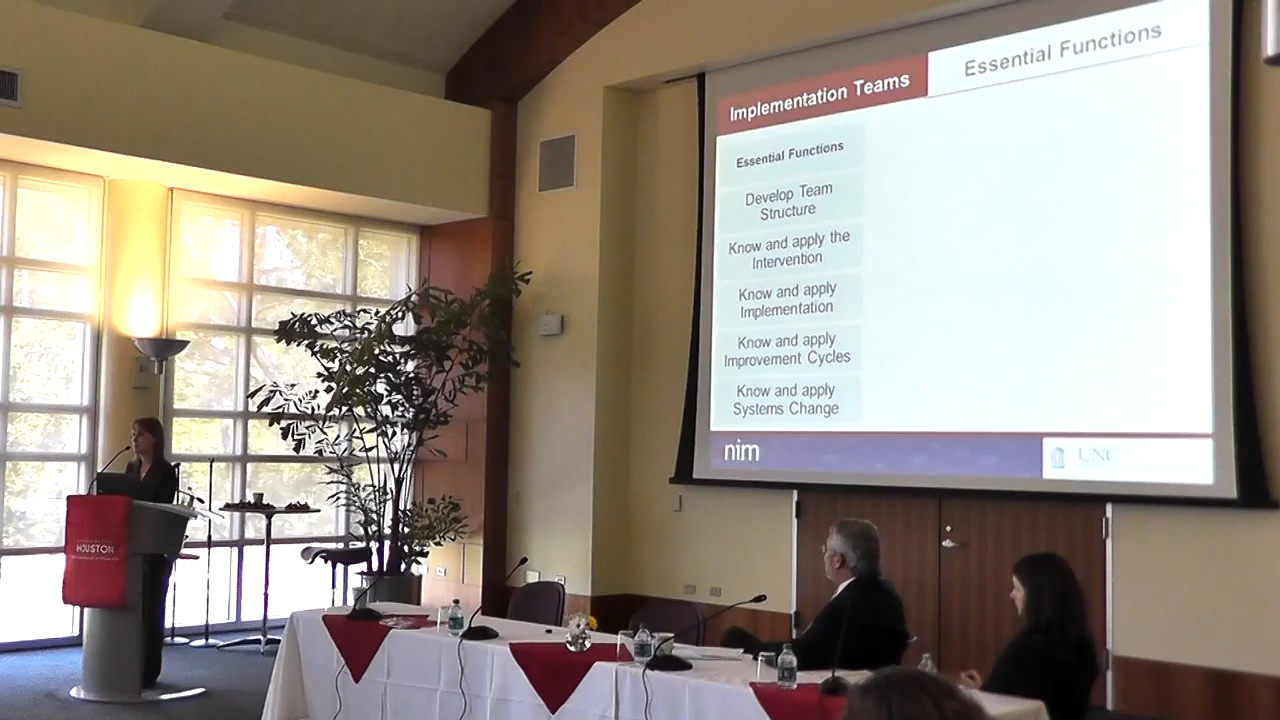 Implementation Teams
Essential Functions
Essential Functions
Develop Team
Structure
Know and apply the
Intervention
Know and apply
Implementation
Know and apply
Improvement Cycles
Know and apply
Systems Change
nim
UNC
HOUSTON